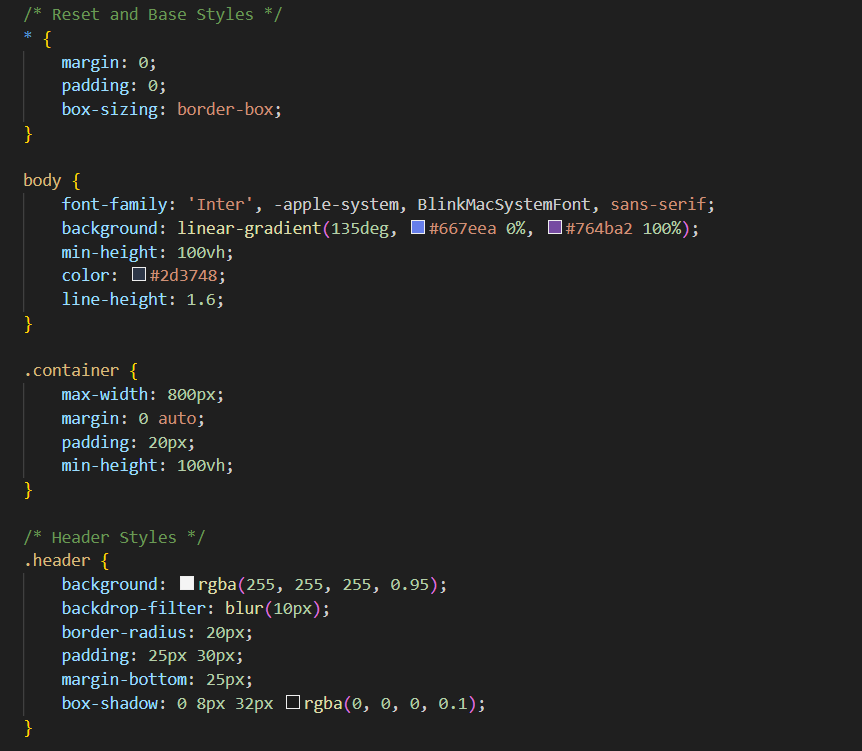 /* Reset and Base Styles */
* {
    margin: 0;
    padding: 0;
    box-sizing: border-box;
}

body {
    font-family: 'Inter', -apple-system, BlinkMacSystemFont, sans-serif;
    background: linear-gradient(135deg, #667eea 0%, #764ba2 100%);
    min-height: 100vh;
    color: #2d3748;
    line-height: 1.6;
}

.container {
    max-width: 800px;
    margin: 0 auto;
    padding: 20px;
    min-height: 100vh;
}

/* Header Styles */
.header {
    background: rgba(255, 255, 255, 0.95);
    backdrop-filter: blur(10px);
    border-radius: 20px;
    padding: 25px 30px;
    margin-bottom: 25px;
    box-shadow: 0 8px 32px rgba(0, 0, 0, 0.1);
}